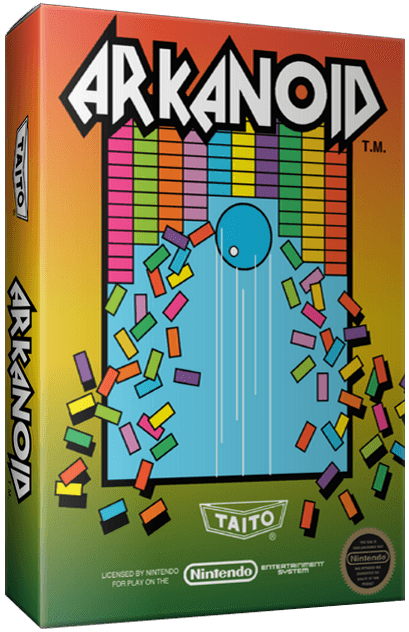 ARKANOID
T.M.
TAITO
ARKANOID
TAITO
®
LICENSED BY NINTENDO
FOR PLAY ON THE
Nintendo
ENTERTAINMENT
SYSTEM
Nintendo